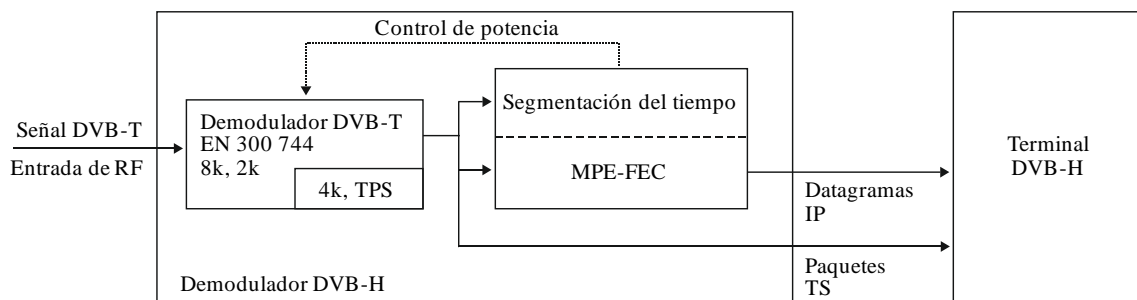 Control de potencia
Señal DVB-T
Entrada de RF
Demodulador DVB-T
EN 300 744
8k, 2k
4k, TPS
Segmentación del tiempo
MPE-FEC
Datagramas
IP
Paquetes
TS
Demodulador DVB-H
Terminal
DVB-H